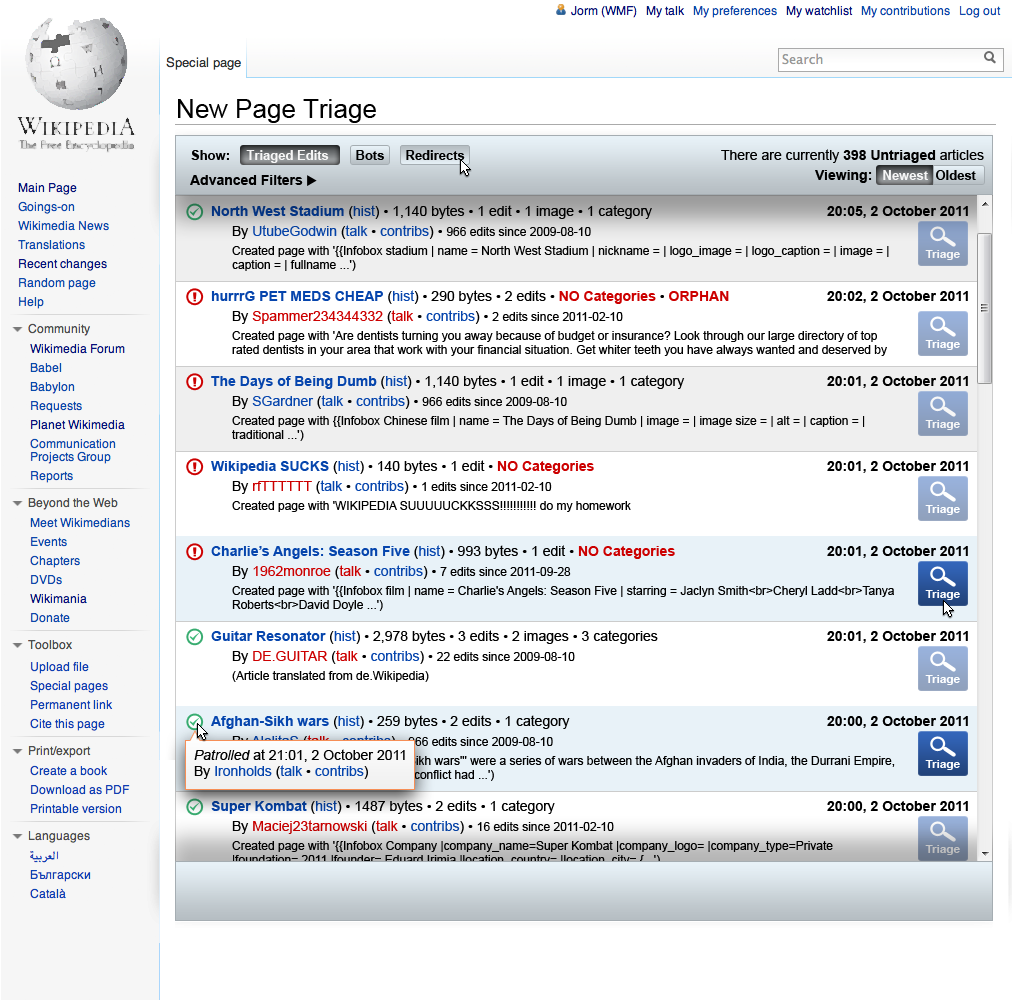 Jorm (WMF) My talk My preferences My watchlist My contributions Log out
Special page
Search
WIKIPEDIA
The Free Encyclopedia
Main Page
Goings-on
Wikimedia News
Translations
Recent changes
Random page
Help
Community
Wikimedia Forum
Babel
Babylon
Requests
Planet Wikimedia
Communication
Projects Group
Reports
Beyond the Web
Meet Wikimedians
Events
Chapters
DVDs
Wikimania
Donate
Toolbox
Upload file
Special pages
Permanent link
Cite this page
Print/export
Create a book
Download as PDF
Printable version
Languages
العربية
Български
Català
New Page Triage
Show: Triaged Edits Bots Redirects
There are currently 398 Untriaged articles
Advanced Filters ▶
Viewing: Newest Oldest
North West Stadium (hist) • 1,140 bytes • 1 edit • 1 image • 1 category 20:05, 2 October 2011
By UtubeGodwin (talk • contribs) • 966 edits since 2009-08-10
Created page with '{{Infobox stadium | name = North West Stadium | nickname = | logo_image = | logo_caption = | image = |
caption = | fullname ...')
Triage
hurrrG PET MEDS CHEAP (hist) • 290 bytes • 2 edits • NO Categories • ORPHAN 20:02, 2 October 2011
By Spammer234344332 (talk • contribs) • 2 edits since 2011-02-10
Created page with 'Are dentists turning you away because of budget or insurance? Look through our large directory of top
rated dentists in your area that work with your financial situation. Get whiter teeth you have always wanted and deserved by
Triage
The Days of Being Dumb (hist) • 1,140 bytes • 1 edit • 1 image • 1 category 20:01, 2 October 2011
By SGardner (talk • contribs) • 966 edits since 2009-08-10
Created page with {{Infobox Chinese film | name = The Days of Being Dumb | image = | image size = | alt = | caption = |
traditional ...')
Triage
Wikipedia SUCKS (hist) • 140 bytes • 1 edit • NO Categories 20:01, 2 October 2011
By rfTTTTTT (talk • contribs) • 1 edits since 2011-02-10
Created page with 'WIKIPEDIA SUUUUUCKKSSS!!!!!!!!!!! do my homework
Triage
Charlie's Angels: Season Five (hist) • 993 bytes • 1 edit • NO Categories 20:01, 2 October 2011
By 1962monroe (talk • contribs) • 7 edits since 2011-09-28
Created page with '{{Infobox film | name = Charlie's Angels: Season Five | starring = Jaclyn Smith<br>Cheryl Ladd<br>Tanya
Roberts<br>David Doyle ...')
Triage
Guitar Resonator (hist) • 2,978 bytes • 3 edits • 2 images • 3 categories 20:01, 2 October 2011
By DE.GUITAR (talk • contribs) • 22 edits since 2009-08-10
(Article translated from de.Wikipedia)
Triage
Afghan-Sikh wars (hist) • 259 bytes • 2 edits • 1 category 20:00, 2 October 2011
966 edits since 2009-08-10
wars''' were a series of wars between the Afghan invaders of India, the Durrani Empire,
conflict had ...')
Triage
Patrolled at 21:01, 2 October 2011
By Ironholds (talk • contribs)
Super Kombat (hist) • 1487 bytes • 2 edits • 1 category 20:00, 2 October 2011
By Maciej23tarnowski (talk • contribs) • 16 edits since 2011-02-10
Created page with '{{Infobox Company |company_name=Super Kombat |company_logo= |company_type=Private
|foundation= 2011 |founder= Eduard Irimia |location_country= |location_city= {...')
Triage